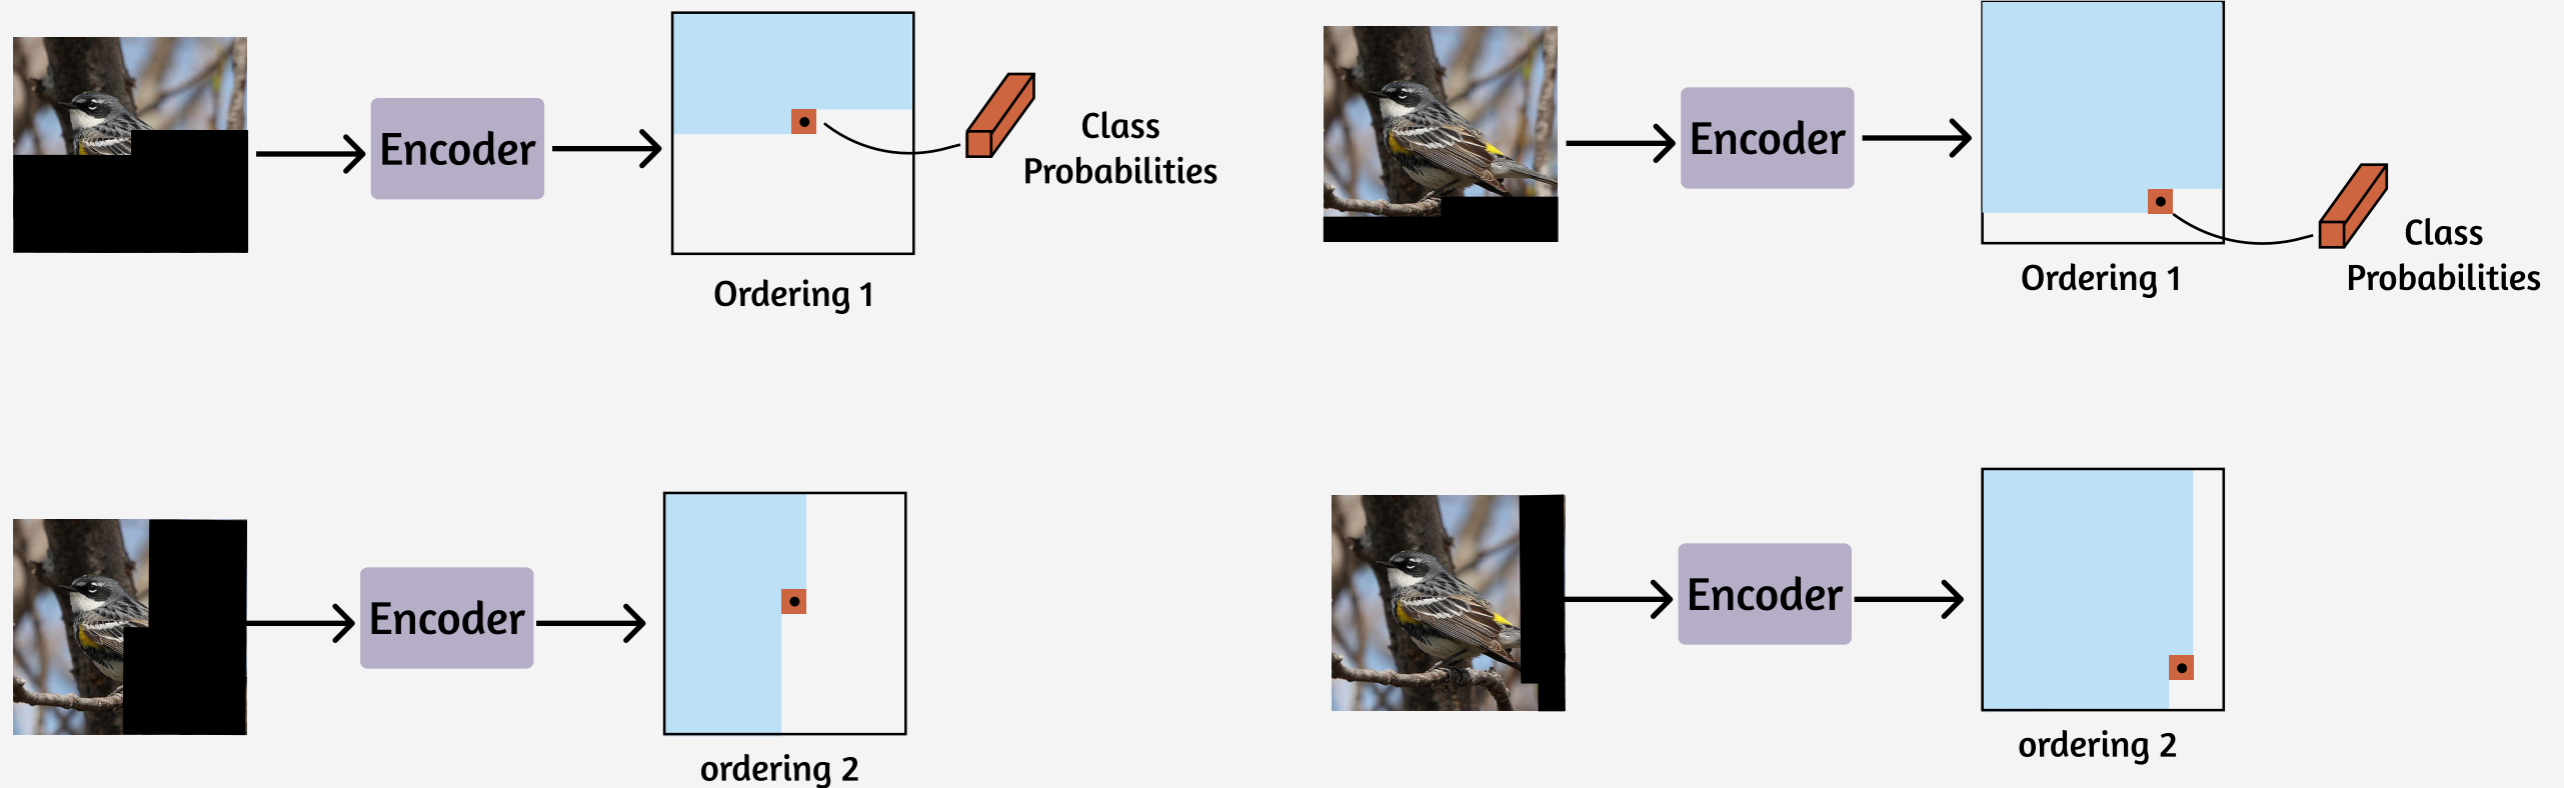 Encoder
Class
Probabilities
Ordering 1
Encoder
Class
Probabilities
Ordering 1
Encoder
ordering 2
Encoder
ordering 2